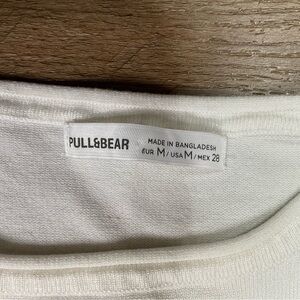 PULL&BEAR
MADE IN BANGLADESH
EUR M / USA M / MEX 28